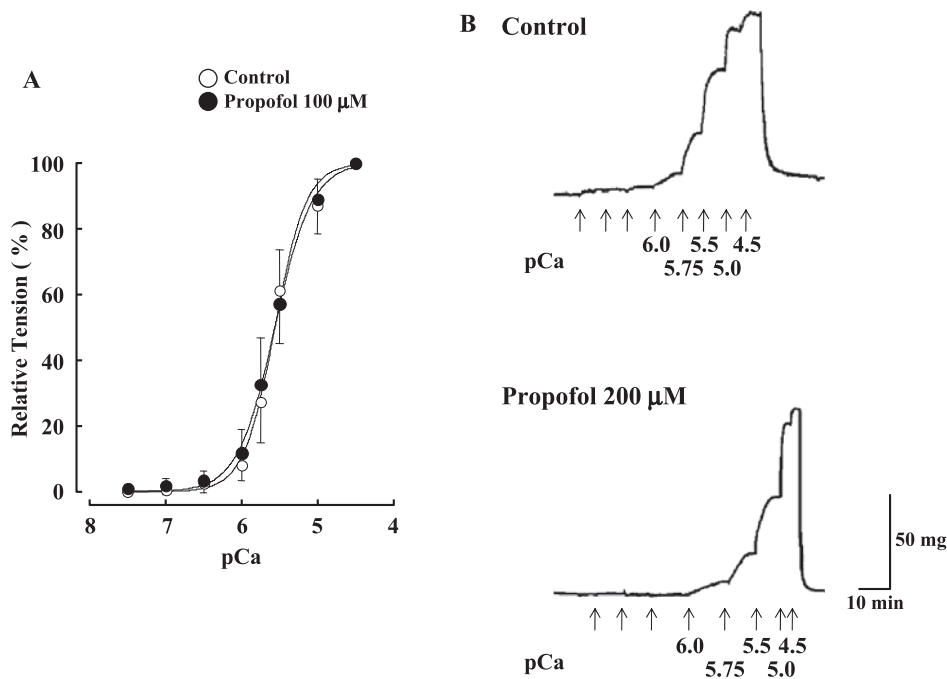 A
Control
Propofol 100 μM
Relative Tension ( % )
100
80
60
40
20
0
8 7 6 5 4
pCa
B Control
pCa
6.0 5.5 4.5
5.75 5.0
Propofol 200 μM
50 mg
10 min
pCa
6.0 5.5 4.5
5.75 5.0